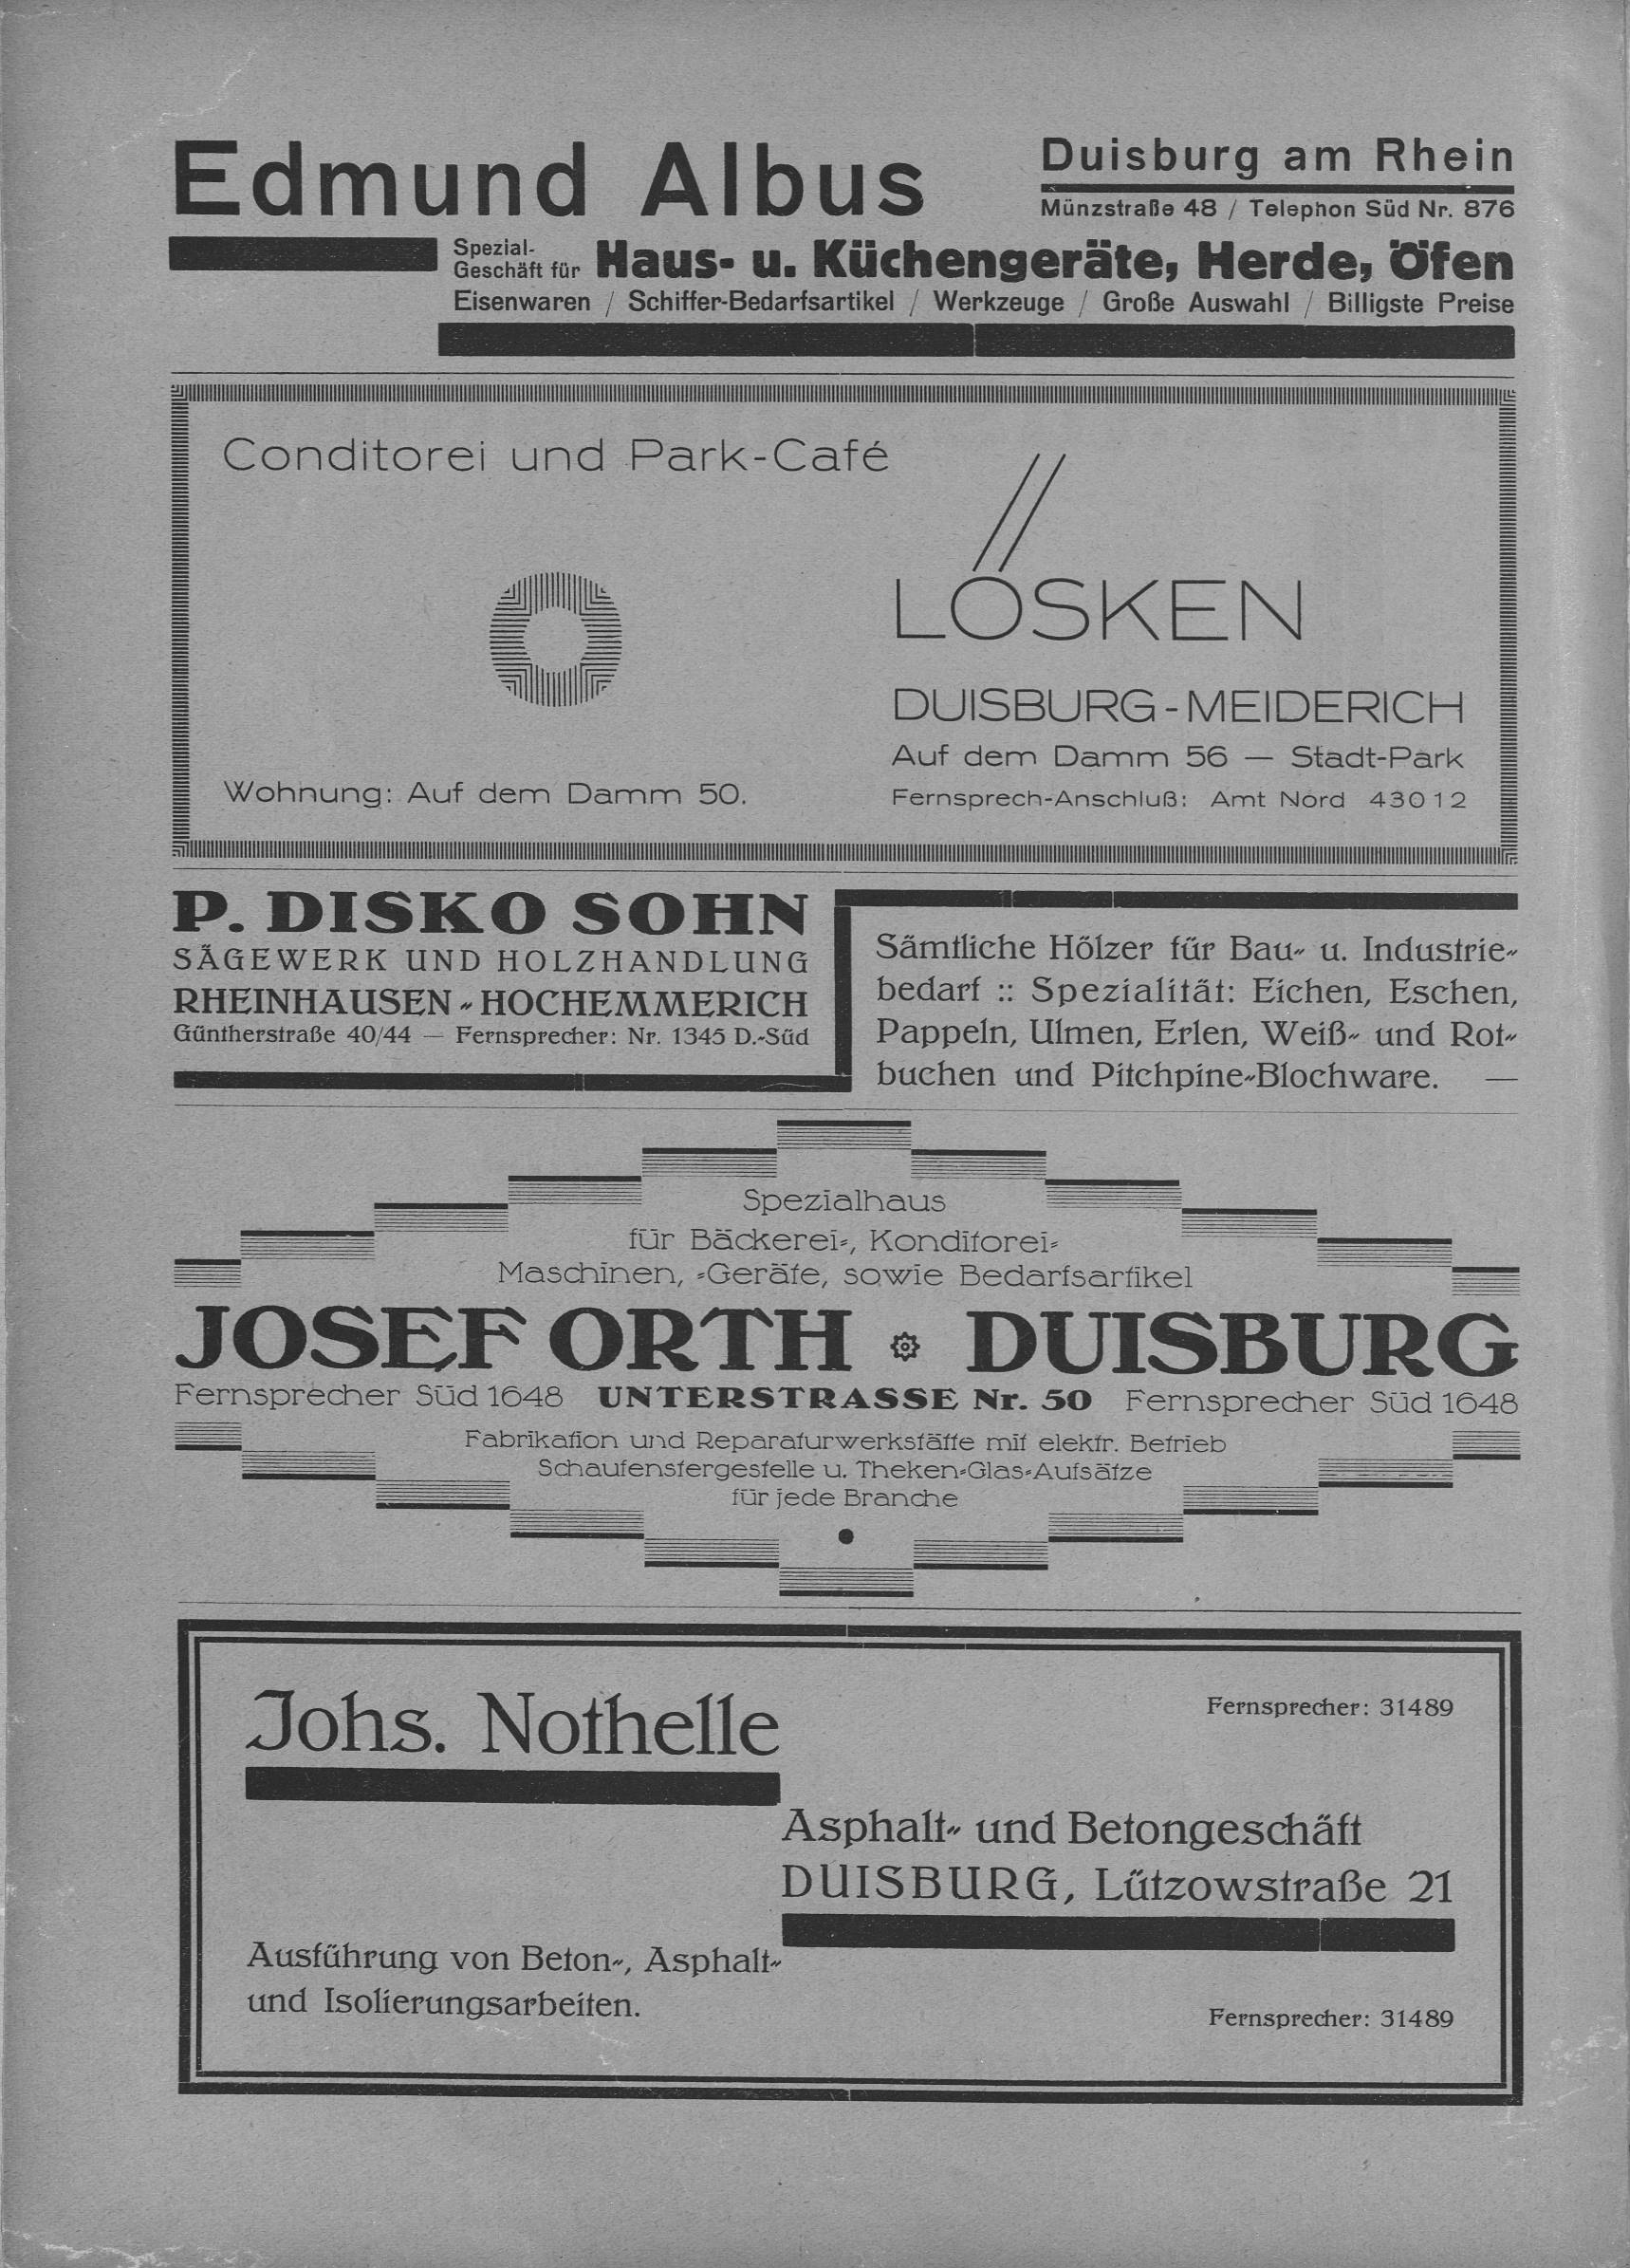 Edmund Albus
Duisburg am Rhein
Münzstraße 48 / Telephon Süd Nr. 876
Spezial-
Geschäft für Haus- u. Küchengeräte, Herde, Öfen
Eisenwaren / Schiffer-Bedarfsartikel / Werkzeuge / Große Auswahl / Billigste Preise
Conditorei und Park-Café
LÖSKEN
DUISBURG-MEIDERICH
Auf dem Damm 56 — Stadt-Park
Wohnung: Auf dem Damm 50.
Fernsprech-Anschluß: Amt Nord 43012
P. DISKO SOHN
SÄGEWERK UND HOLZHANDLUNG
RHEINHAUSEN-HOCHEMMERICH
Güntherstraße 40/44 — Fernsprecher: Nr. 1345 D.-Süd
Sämtliche Hölzer für Bau- u. Industrie-
bedarf :: Spezialität: Eichen, Eschen,
Pappeln, Ulmen, Erlen, Weiß- und Rot-
buchen und Pitchpine-Blochware. —
Spezialhaus
für Bäckerei-, Konditorei-
Maschinen, -Geräte, sowie Bedarfsartikel
JOSEF ORTH DUISBURG
Fernsprecher Süd 1648 UNTERSTRASSE Nr. 50 Fernsprecher Süd 1648
Fabrikation und Reparaturwerkstätte mit elektr. Betrieb
Schaufenstergestelle u. Theken-Glas-Aufsätze
für jede Branche
Johs. Nothelle
Fernsprecher: 31489
Asphalt- und Betongeschäft
DUISBURG, Lützowstraße 21
Ausführung von Beton-, Asphalt-
und Isolierungsarbeiten.
Fernsprecher: 31489